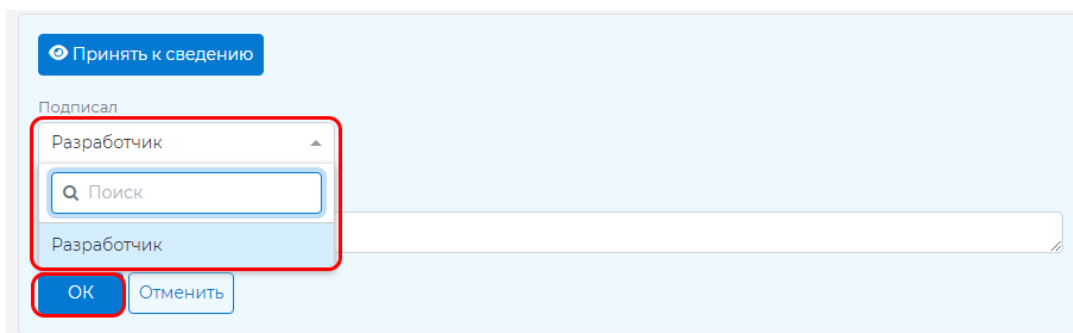 Принять к сведению
Подписал
Разработчик
Поиск
Разработчик
ОК
Отменить